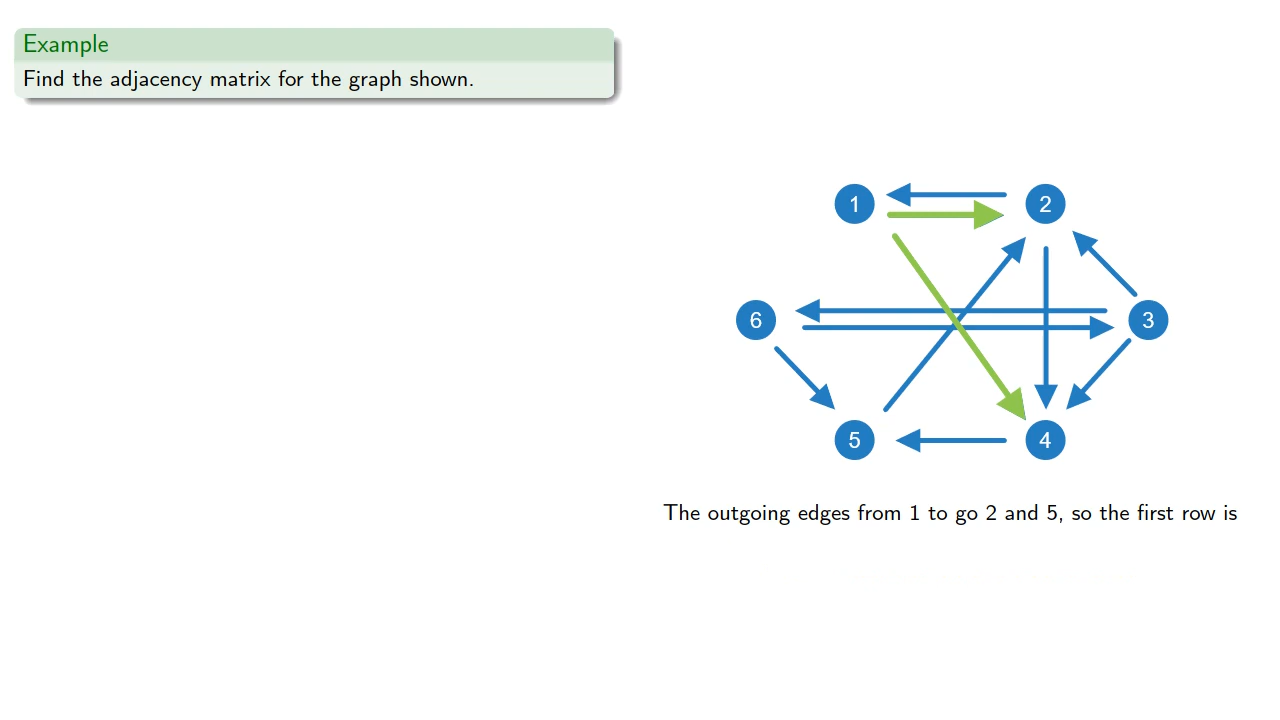 Example
Find the adjacency matrix for the graph shown.
1
2
6
3
5
4
The outgoing edges from 1 to go 2 and 5, so the first row is